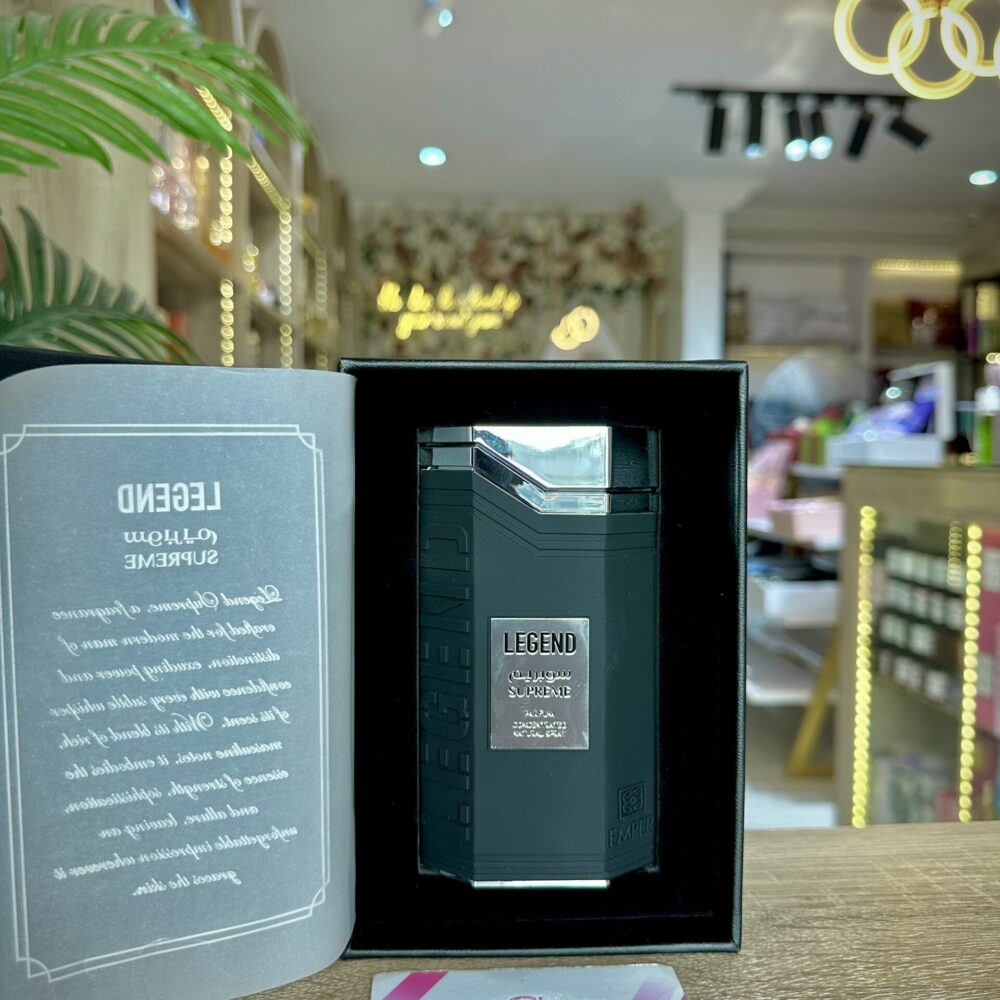 LEGEND
سوبريم
SUPREME
Legend Supreme, a fragrance
crafted for the modern man of
distinction, exuding power and
confidence with every subtle whisper
of its scent. With its blend of rich,
masculine notes, it embodies the
essence of strength, sophistication,
and allure, leaving an
unforgettable impression wherever it
graces the skin.
LEGEND
LEGEND
سوبريم
SUPREME
PARFUM
CONCENTRATED
NATURAL SPRAY
EMPER